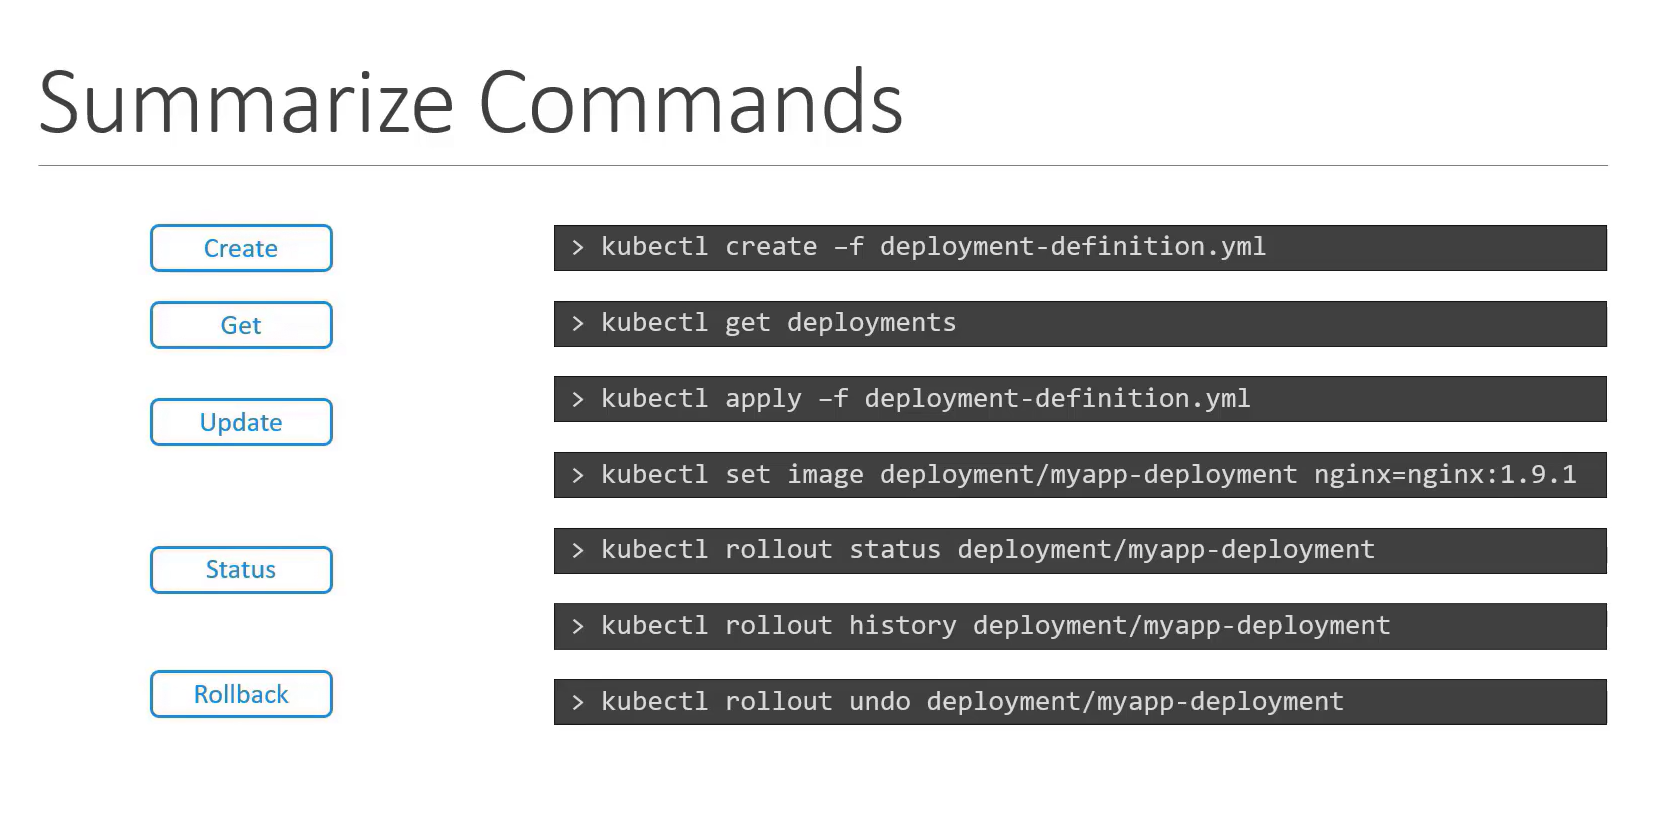 Summarize Commands
Create
> kubectl create –f deployment-definition.yml
Get
> kubectl get deployments
Update
> kubectl apply –f deployment-definition.yml
> kubectl set image deployment/myapp-deployment nginx=nginx:1.9.1
Status
> kubectl rollout status deployment/myapp-deployment
> kubectl rollout history deployment/myapp-deployment
Rollback
> kubectl rollout undo deployment/myapp-deployment